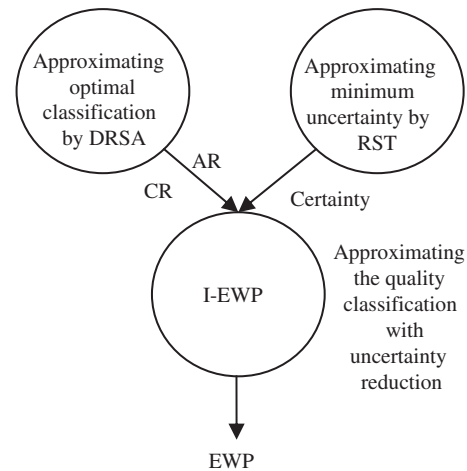 Approximating
optimal
classification
by DRSA
Approximating
minimum
uncertainty by
RST
AR
CR
Certainty
I-EWP
Approximating
the quality
classification
with
uncertainty
reduction
EWP